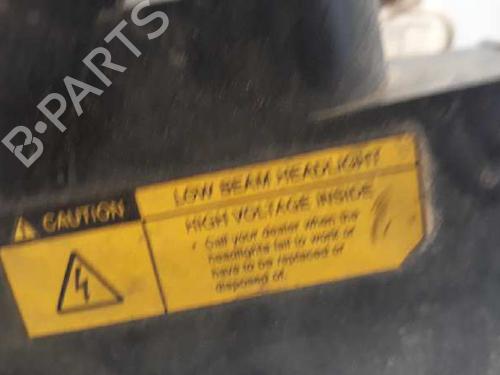 B-PARTS
CAUTION
LOW BEAM HEADLIGHT
HIGH VOLTAGE INSIDE
• Call your dealer when the
headlights fail to work or
have to be replaced or
disposed of.